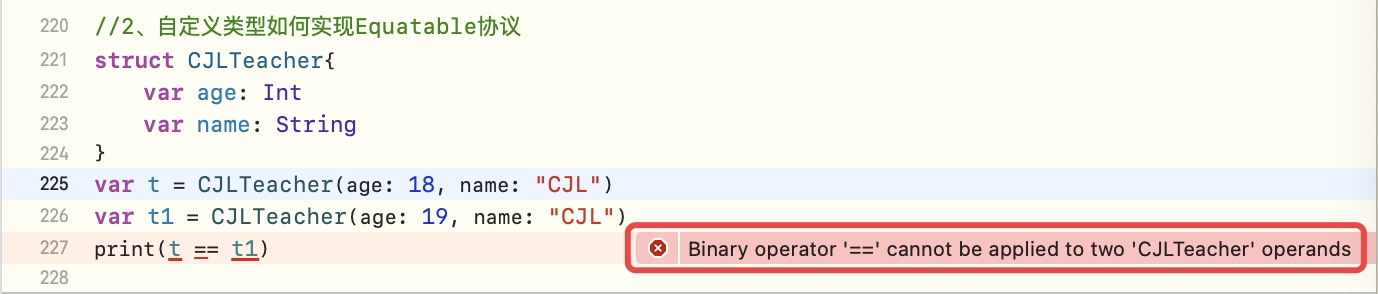 220 //2、自定义类型如何实现Equatable协议
221 struct CJLTeacher{
222 var age: Int
223 var name: String
224 }
225 var t = CJLTeacher(age: 18, name: "CJL")
226 var t1 = CJLTeacher(age: 19, name: "CJL")
227 print(t == t1) Binary operator '==' cannot be applied to two 'CJLTeacher' operands
228